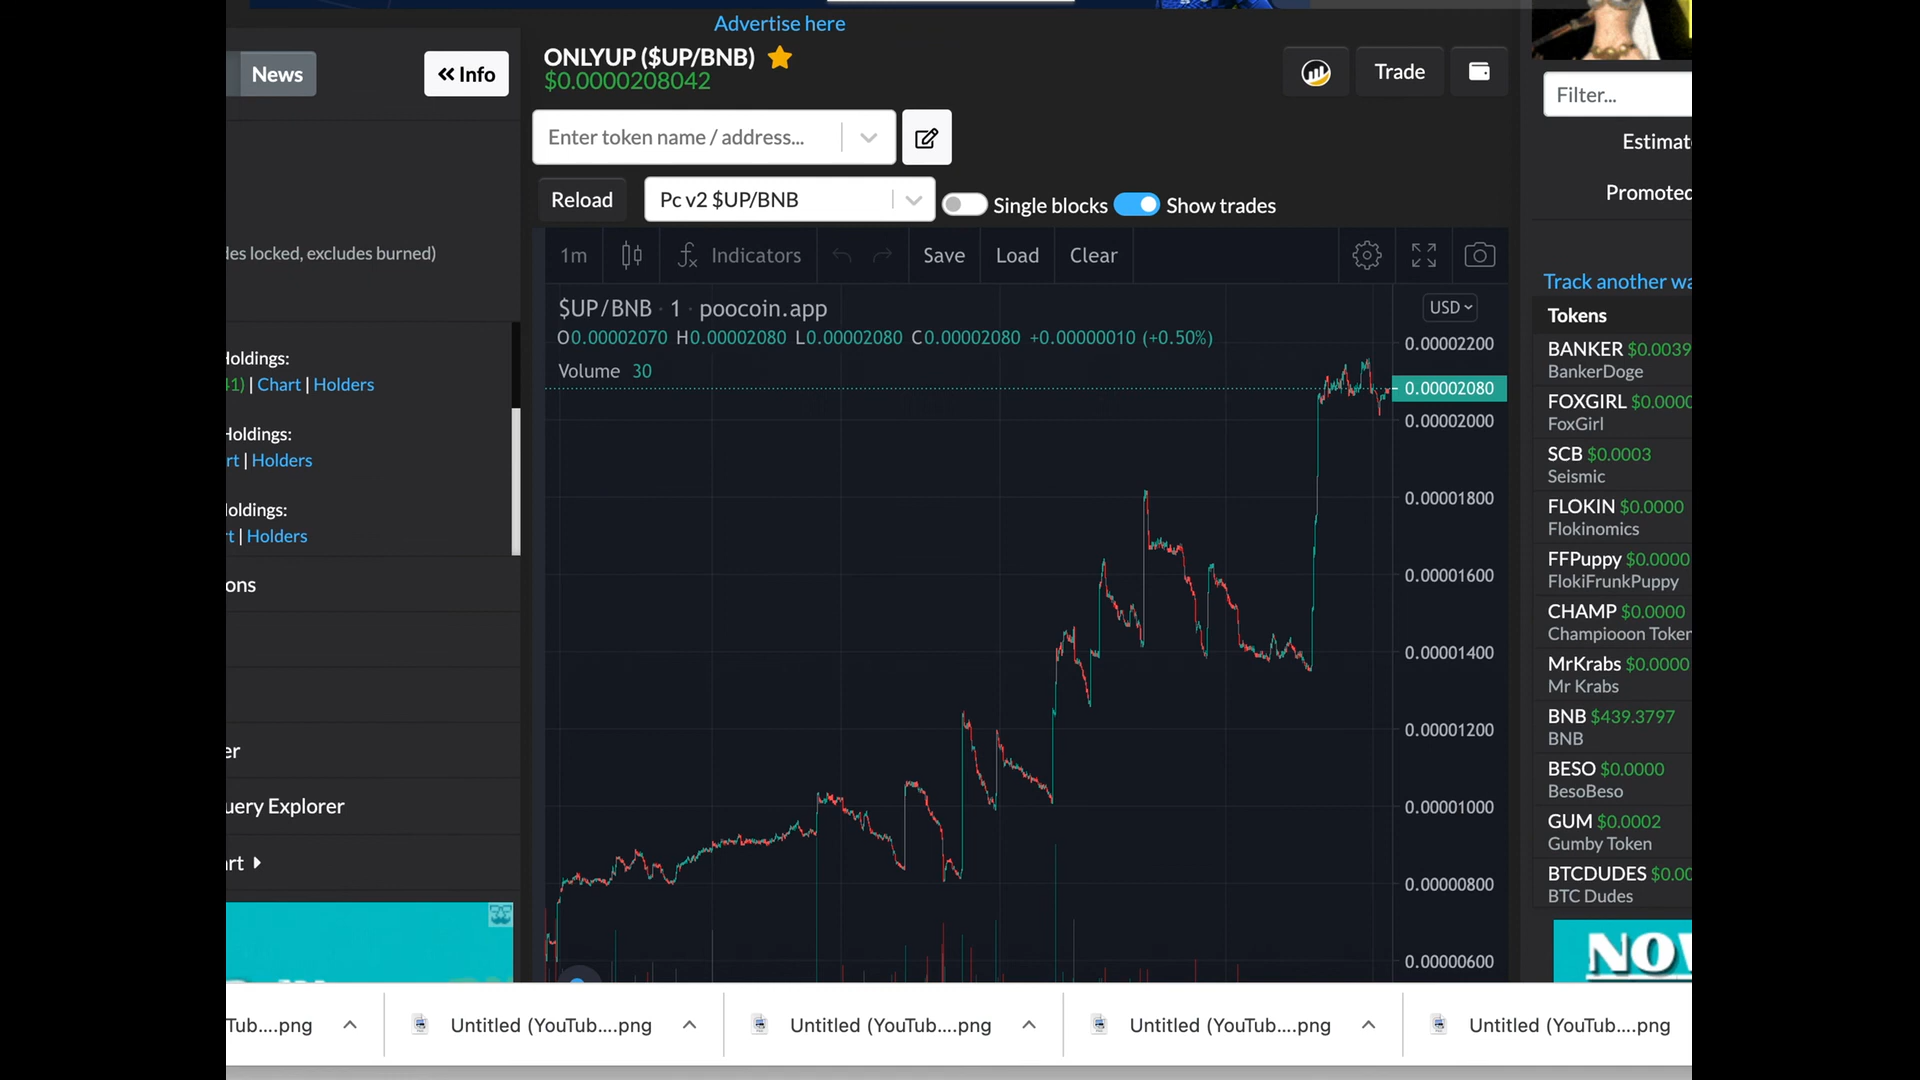 Advertise here
News
Info
ONLYUP ($UP/BNB)
$0.0000208042
Trade
Filter...
Enter token name / address...
Estimat
Promoted
Reload
Pc v2 $UP/BNB
Single blocks
Show trades
des locked, excludes burned)
1m
Indicators
Save
Load
Clear
Track another wa
$UP/BNB · 1 · poocoin.app
USD
O0.00002070 H0.00002080 L0.00002080 C0.00002080 +0.00000010 (+0.50%)
Volume 30
0.00002200
0.00002080
0.00002000
0.00001800
0.00001600
0.00001400
0.00001200
0.00001000
0.00000800
0.00000600
Holdings:
41) | Chart | Holders
Holdings:
rt | Holders
Holdings:
rt | Holders
ons
er
uery Explorer
art
Tokens
BANKER $0.0039
BankerDoge
FOXGIRL $0.0000
FoxGirl
SCB $0.0003
Seismic
FLOKIN $0.0000
Flokinomics
FFPuppy $0.0000
FlokiFrunkPuppy
CHAMP $0.0000
Champiooon Token
MrKrabs $0.0000
Mr Krabs
BNB $439.3797
BNB
BESO $0.0000
BesoBeso
GUM $0.0002
Gumby Token
BTCDUDES $0.00
BTC Dudes
NOW
Tub....png
Untitled (YouTub....png
Untitled (YouTub....png
Untitled (YouTub....png
Untitled (YouTub....png